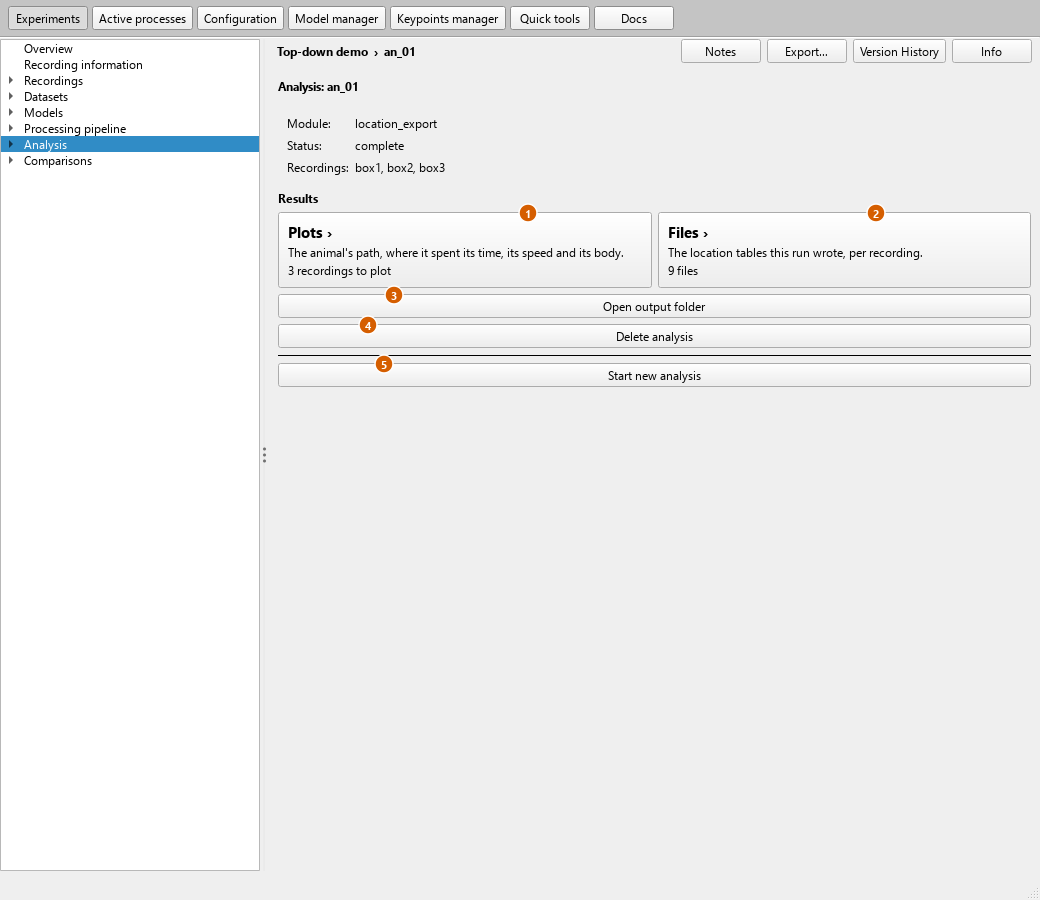 Experiments Active processes Configuration Model manager Keypoints manager Quick tools Docs
Overview
Recording information
Recordings
Datasets
Models
Processing pipeline
Analysis
Comparisons
Top-down demo › an_01 Notes Export... Version History Info
Analysis: an_01
Module: location_export
Status: complete
Recordings: box1, box2, box3
Results
1 2
Plots › Files ›
The animal's path, where it spent its time, its speed and its body. The location tables this run wrote, per recording.
3 recordings to plot 9 files
3
Open output folder
4
Delete analysis
5
Start new analysis